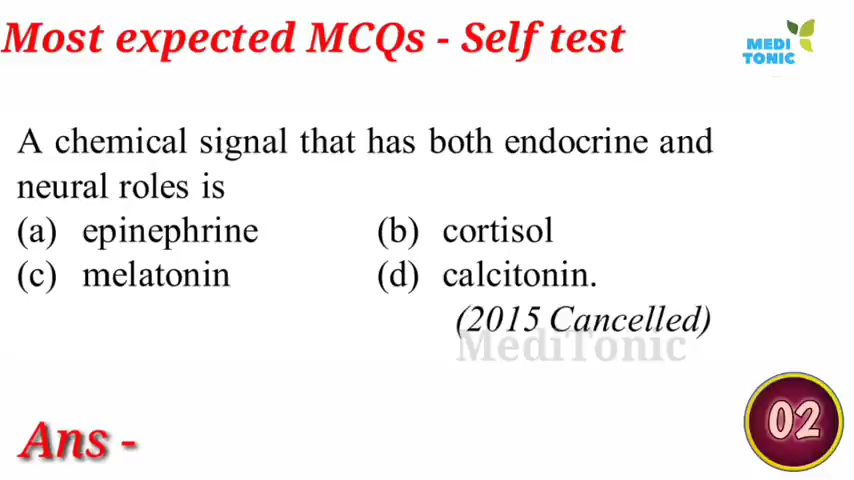 Most expected MCQs - Self test
MEDI
TONIC
A chemical signal that has both endocrine and
neural roles is
(a) epinephrine (b) cortisol
(c) melatonin (d) calcitonin.
(2015 Cancelled)
MediTonic
Ans -
02